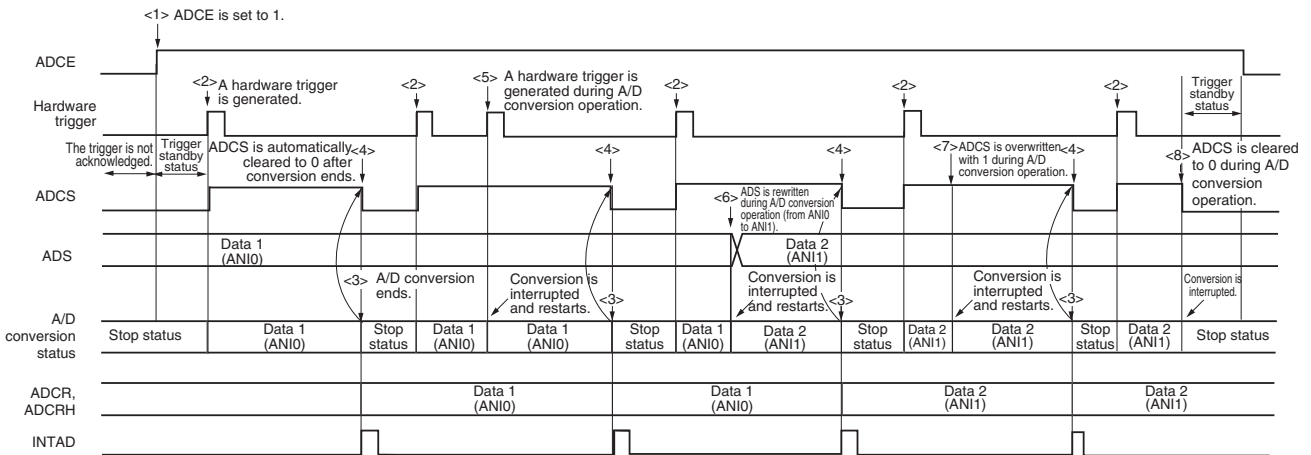 <1> ADCE is set to 1.
ADCE
<2> A hardware trigger
is generated.
<2>
<5> A hardware trigger is
generated during A/D
conversion operation.
<2>
<2>
<2>
Trigger
standby
status
Hardware
trigger
The trigger is not
acknowledged.
Trigger
standby
status
ADCS is automatically
cleared to 0 after
conversion ends.
<4>
<4>
<4>
<7> ADCS is overwritten
with 1 during A/D
conversion operation.
<4>
<8> ADCS is cleared
to 0 during A/D
conversion
operation.
ADCS
<6> ADS is rewritten
during A/D conversion
operation (from ANI0
to ANI1).
ADS
Data 1
(ANI0)
Data 2
(ANI1)
<3> A/D conversion
ends.
Conversion is
interrupted
and restarts.
<3>
Conversion is
interrupted
and restarts.
<3>
Conversion is
interrupted
and restarts.
<3>
Conversion is
interrupted.
A/D
conversion
status
Stop status
Data 1
(ANI0)
Stop
status
Data 1
(ANI0)
Data 1
(ANI0)
Stop
status
Data 1
(ANI0)
Data 2
(ANI1)
Stop
status
Data 2
(ANI1)
Data 2
(ANI1)
Stop
status
Data 2
(ANI1)
Stop status
ADCR,
ADCRH
Data 1
(ANI0)
Data 1
(ANI0)
Data 2
(ANI1)
Data 2
(ANI1)
INTAD